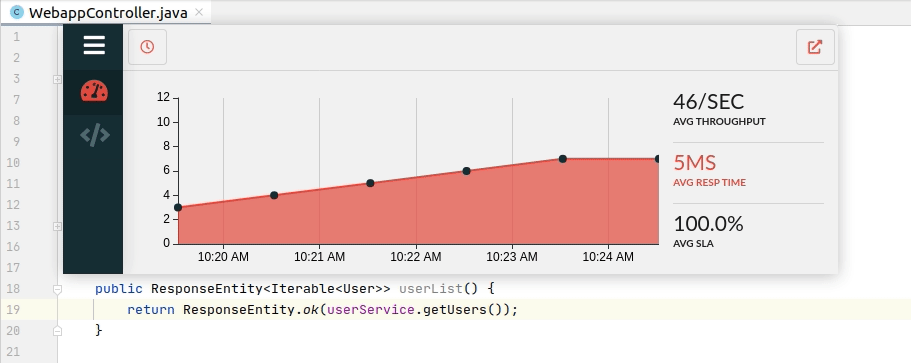 WebappController.java
1
2
3
7
8
9
10
11
12
13
16
17
12
10
8
6
4
2
0
10:20 AM 10:21 AM 10:22 AM 10:23 AM 10:24 AM
46/SEC
AVG THROUGHPUT
5MS
AVG RESP TIME
100.0%
AVG SLA
18 public ResponseEntity<Iterable<User>> userList() {
19 return ResponseEntity.ok(userService.getUsers());
20 }
21